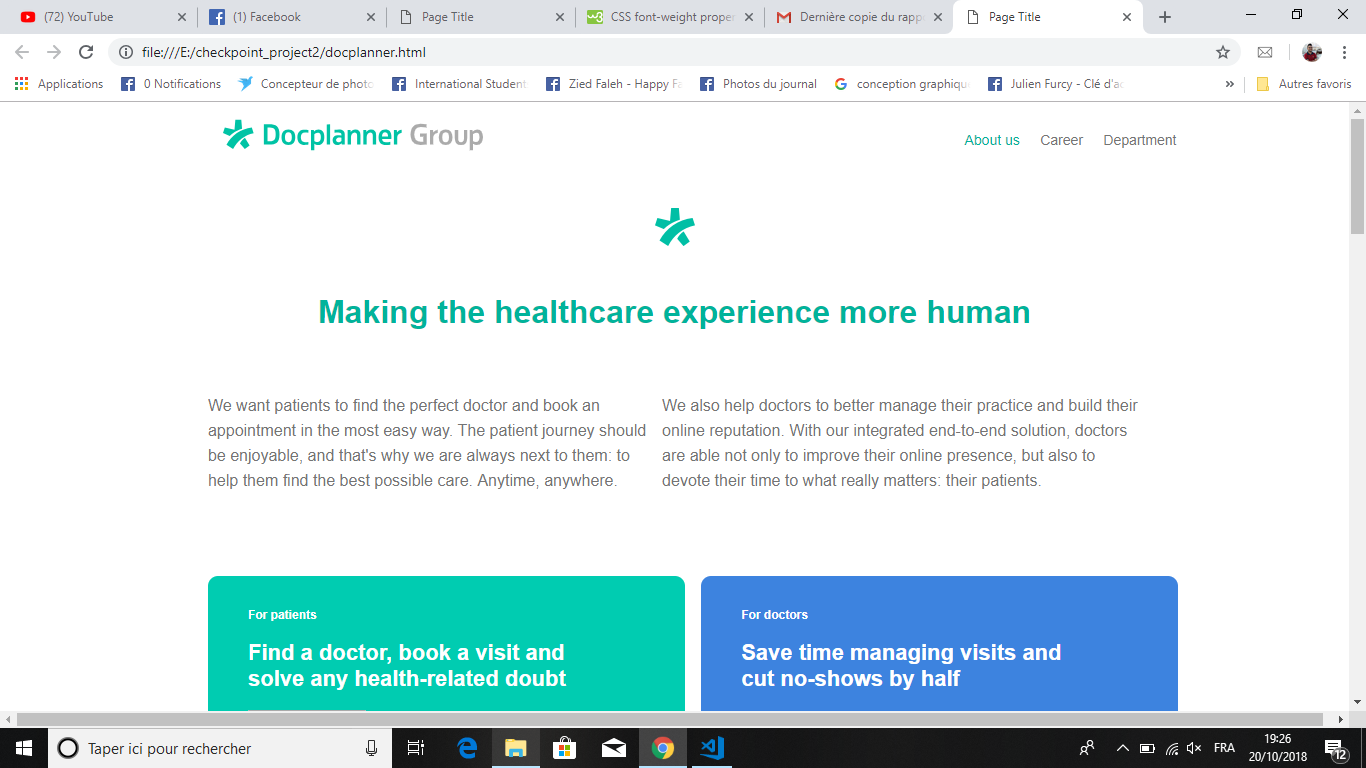 (72) YouTube
(1) Facebook
Page Title
CSS font-weight proper
Dernière copie du rapp
Page Title
file:///E:/checkpoint_project2/docplanner.html
Applications
0 Notifications
Concepteur de photo
International Student
Zied Faleh - Happy Fa
Photos du journal
conception graphique
Julien Furcy - Clé d'ac
Autres favoris
Docplanner Group
About us
Career
Department
Making the healthcare experience more human
We want patients to find the perfect doctor and book an
appointment in the most easy way. The patient journey should
be enjoyable, and that's why we are always next to them: to
help them find the best possible care. Anytime, anywhere.
We also help doctors to better manage their practice and build their
online reputation. With our integrated end-to-end solution, doctors
are able not only to improve their online presence, but also to
devote their time to what really matters: their patients.
For patients
Find a doctor, book a visit and
solve any health-related doubt
For doctors
Save time managing visits and
cut no-shows by half
Taper ici pour rechercher
FRA
19:26
20/10/2018
12